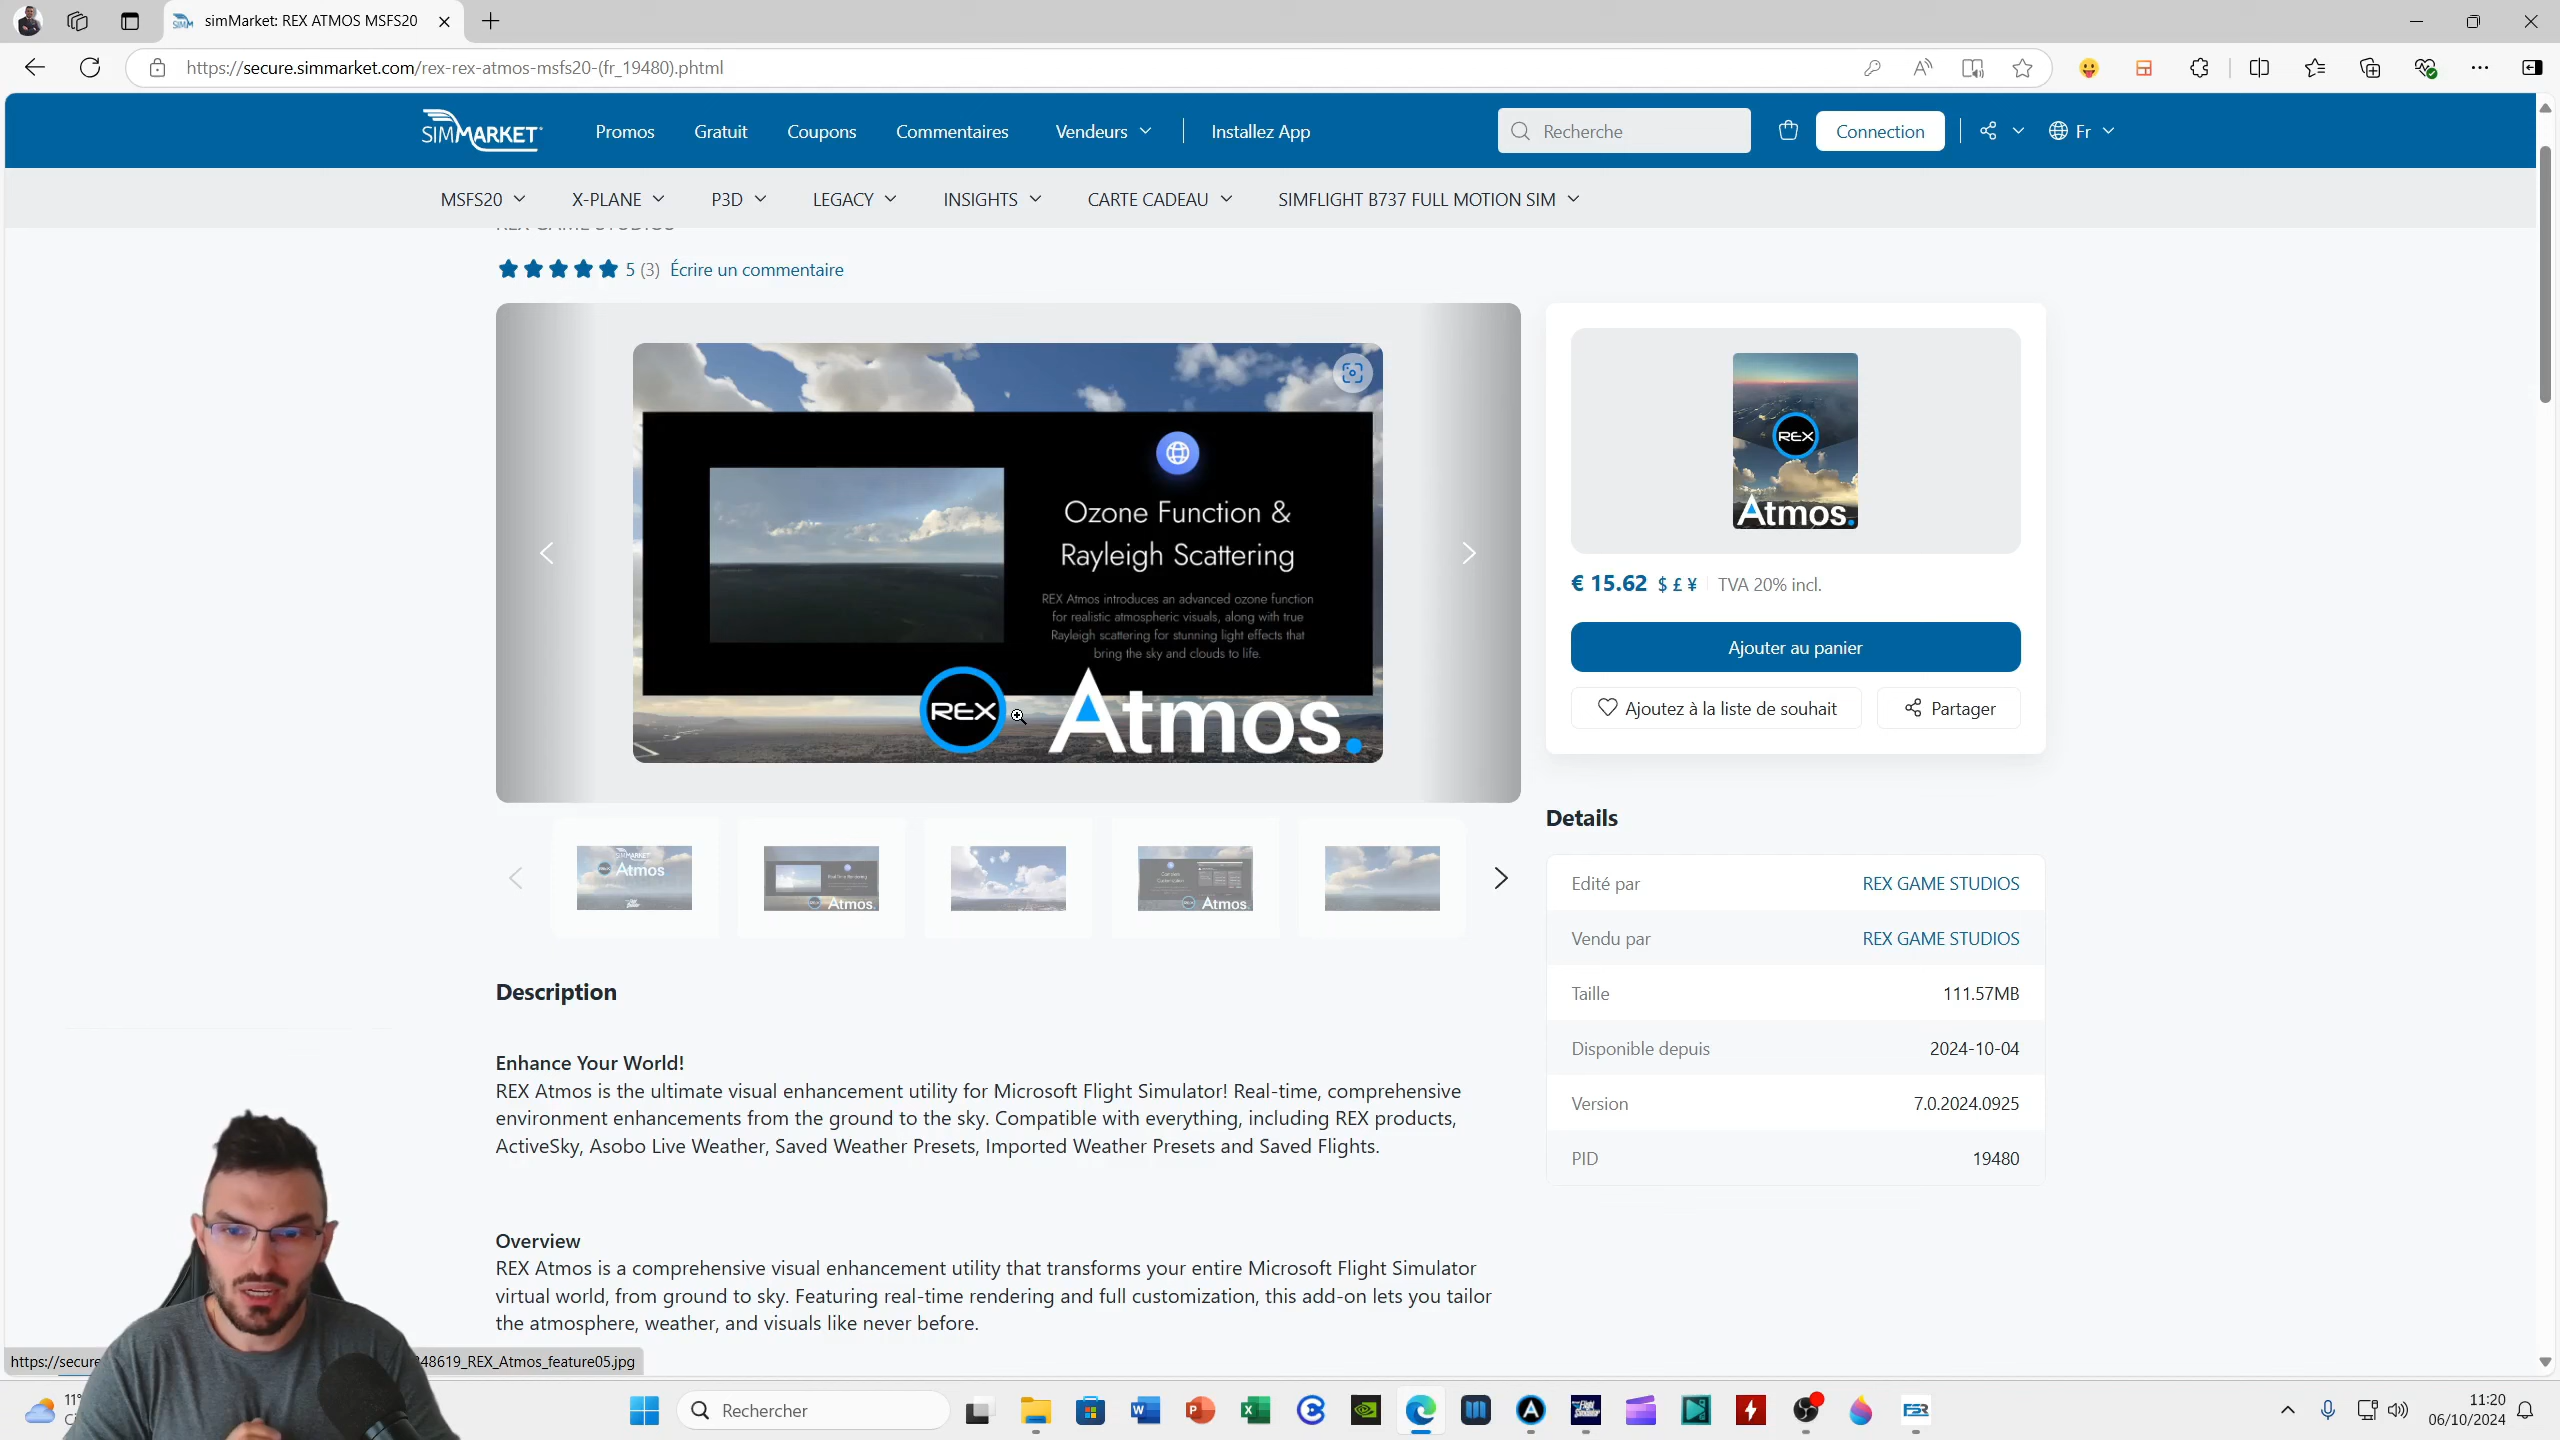 simMarket: REX ATMOS MSFS20
https://secure.simmarket.com/rex-rex-atmos-msfs20-(fr_19480).phtml
SIMMARKET
Promos
Gratuit
Coupons
Commentaires
Vendeurs
Installez App
Recherche
Connection
Fr
MSFS20
X-PLANE
P3D
LEGACY
INSIGHTS
CARTE CADEAU
SIMFLIGHT B737 FULL MOTION SIM
REX GAME STUDIOS
5 (3) Écrire un commentaire
Ozone Function &
Rayleigh Scattering
REX Atmos introduces an advanced ozone function
for realistic atmospheric visuals, along with true
Rayleigh scattering for stunning light effects that
bring the sky and clouds to life.
REX
Atmos.
REX
Atmos.
€ 15.62 $ £ ¥ TVA 20% incl.
Ajouter au panier
Ajoutez à la liste de souhait
Partager
SIMMARKET
Atmos
Atmos.
Atmos.
Details
Edité par REX GAME STUDIOS
Vendu par REX GAME STUDIOS
Taille 111.57MB
Disponible depuis 2024-10-04
Version 7.0.2024.0925
PID 19480
Description
Enhance Your World!
REX Atmos is the ultimate visual enhancement utility for Microsoft Flight Simulator! Real-time, comprehensive
environment enhancements from the ground to the sky. Compatible with everything, including REX products,
ActiveSky, Asobo Live Weather, Saved Weather Presets, Imported Weather Presets and Saved Flights.
Overview
REX Atmos is a comprehensive visual enhancement utility that transforms your entire Microsoft Flight Simulator
virtual world, from ground to sky. Featuring real-time rendering and full customization, this add-on lets you tailor
the atmosphere, weather, and visuals like never before.
https://secure
48619_REX_Atmos_feature05.jpg
11°
Rechercher
11:20
06/10/2024